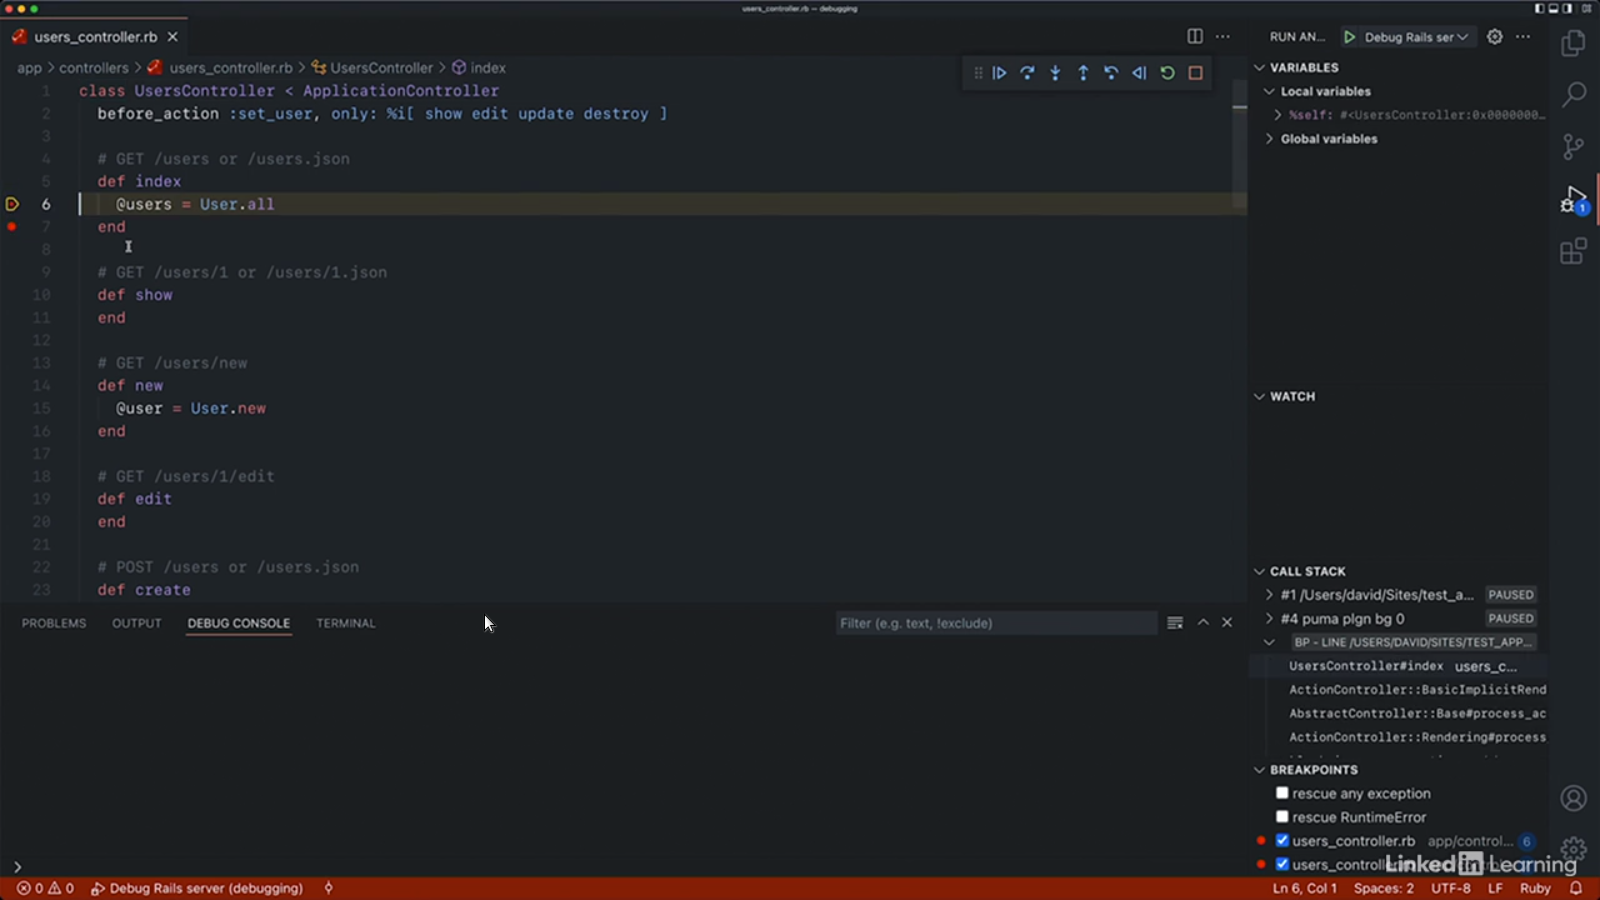 users_controller.rb — debugging
users_controller.rb
RUN AN... Debug Rails ser
app > controllers > users_controller.rb > UsersController > index
VARIABLES
Local variables
%self: #<UsersController:0x0000000...
Global variables
1 class UsersController < ApplicationController
2 before_action :set_user, only: %i[ show edit update destroy ]
3
4 # GET /users or /users.json
5 def index
6 @users = User.all
7 end
8
9 # GET /users/1 or /users/1.json
10 def show
11 end
12
13 # GET /users/new
14 def new
15 @user = User.new
16 end
17
18 # GET /users/1/edit
19 def edit
20 end
21
22 # POST /users or /users.json
23 def create
WATCH
CALL STACK
#1 /Users/david/Sites/test_a... PAUSED
#4 puma plgn bg 0 PAUSED
BP - LINE /USERS/DAVID/SITES/TEST_APP...
UsersController#index users_c...
ActionController::BasicImplicitRend
AbstractController::Base#process_ac
ActionController::Rendering#process_
BREAKPOINTS
rescue any exception
rescue RuntimeError
users_controller.rb app/control... 6
users_controlle
1
PROBLEMS OUTPUT DEBUG CONSOLE TERMINAL
Filter (e.g. text, !exclude)
LinkedIn Learning
0 0 Debug Rails server (debugging)
Ln 6, Col 1 Spaces: 2 UTF-8 LF Ruby